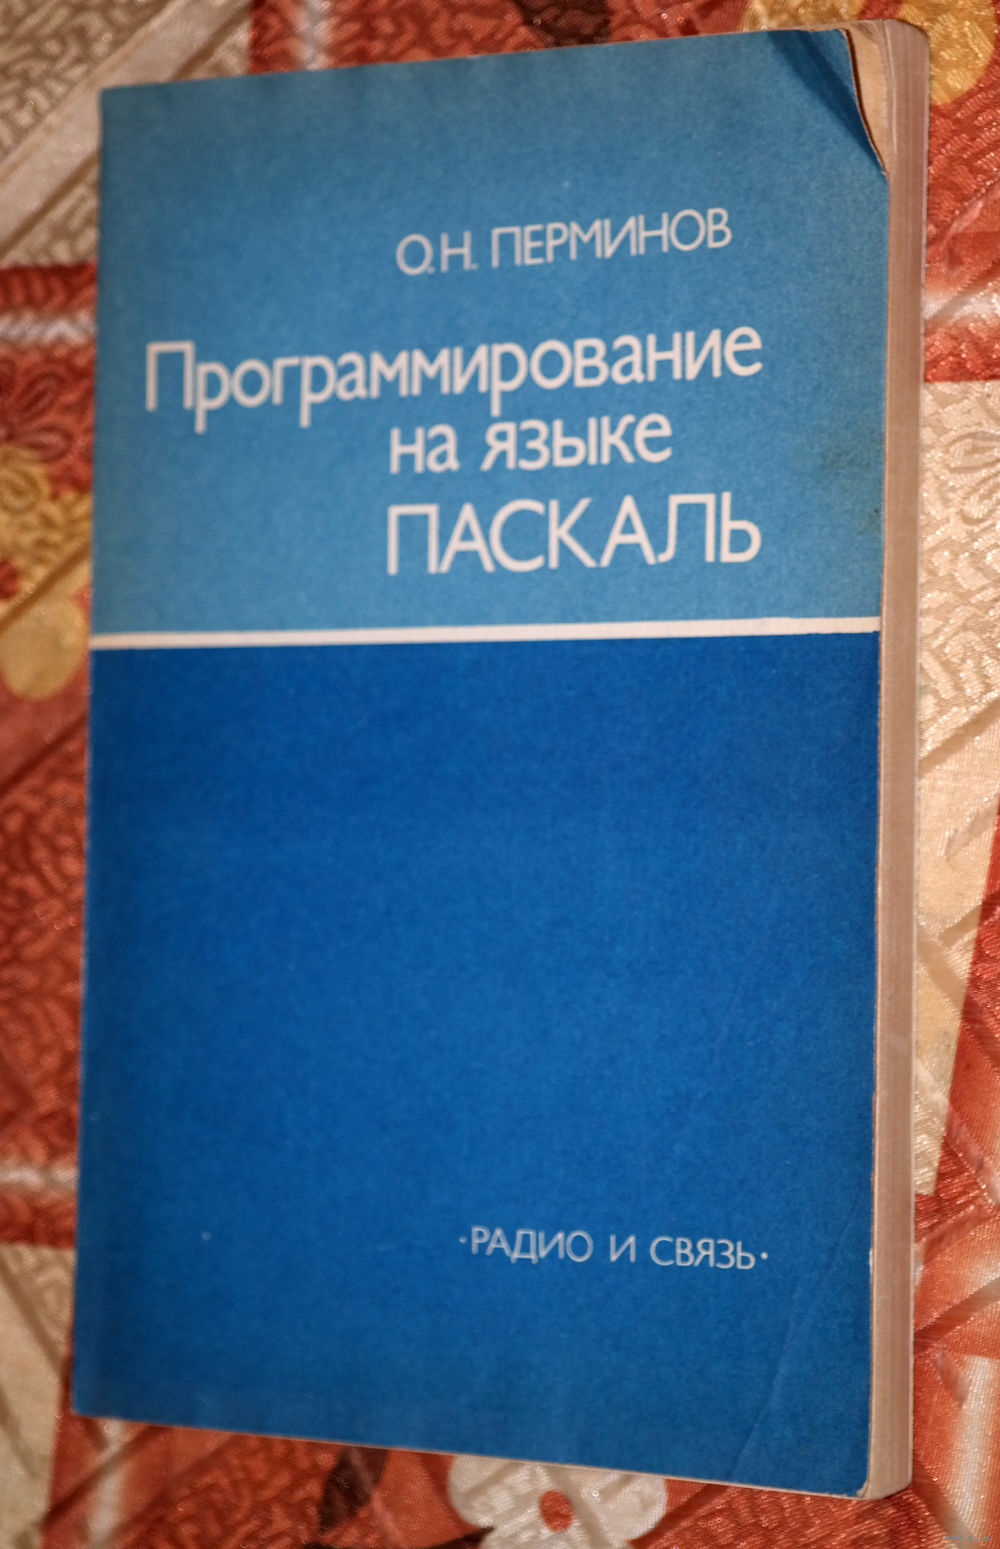 О.Н. ПЕРМИНОВ
Программирование
на языке
ПАСКАЛЬ
·РАДИО И СВЯЗЬ·